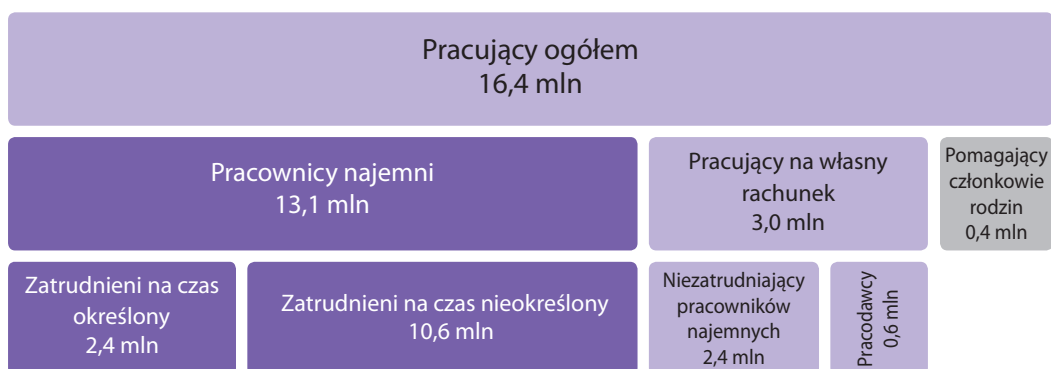 Pracujący ogółem
16,4 mln
Pracownicy najemni
13,1 mln
Pracujący na własny
rachunek
3,0 mln
Pomagający
członkowie
rodzin
0,4 mln
Zatrudnieni na czas
określony
2,4 mln
Zatrudnieni na czas nieokreślony
10,6 mln
Niezatrudniający
pracowników
najemnych
2,4 mln
Pracodawcy
0,6 mln